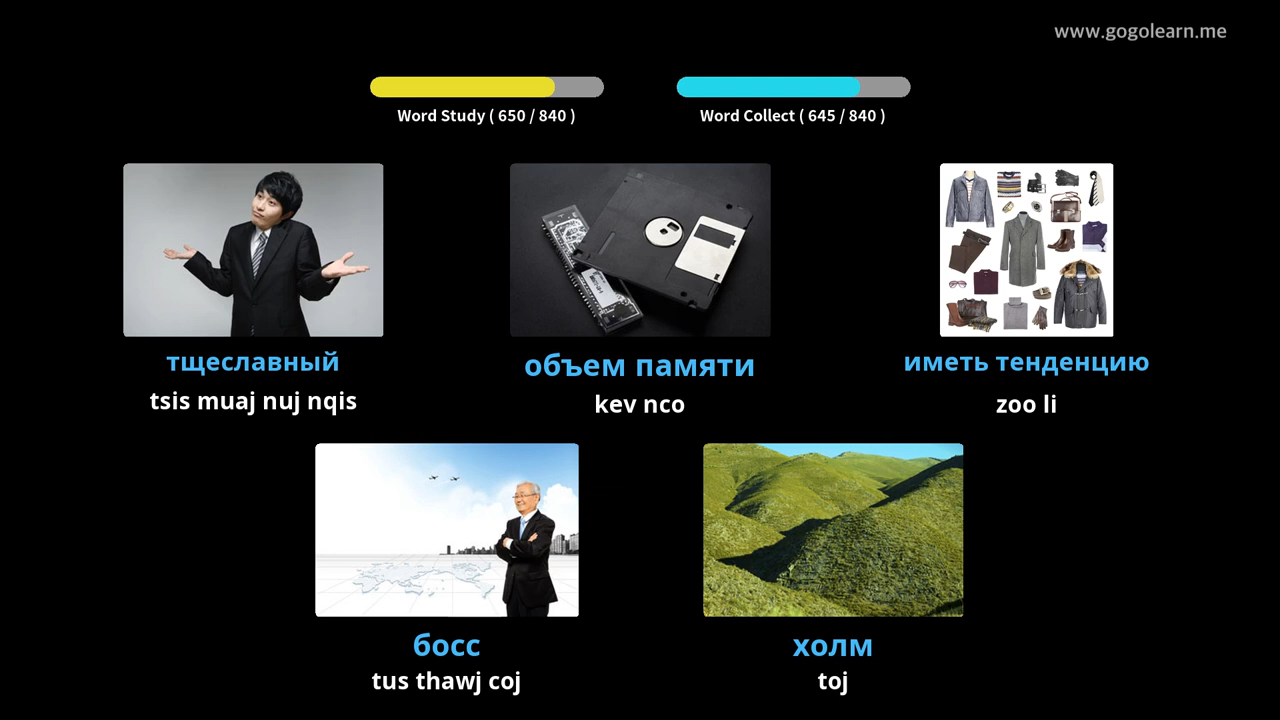 www.gogolearn.me
Word Study ( 650 / 840 )
Word Collect ( 645 / 840 )
тщеславный
объем памяти
иметь тенденцию
tsis muaj nuj nqis
kev nco
zoo li
босс
холм
tus thawj coj
toj